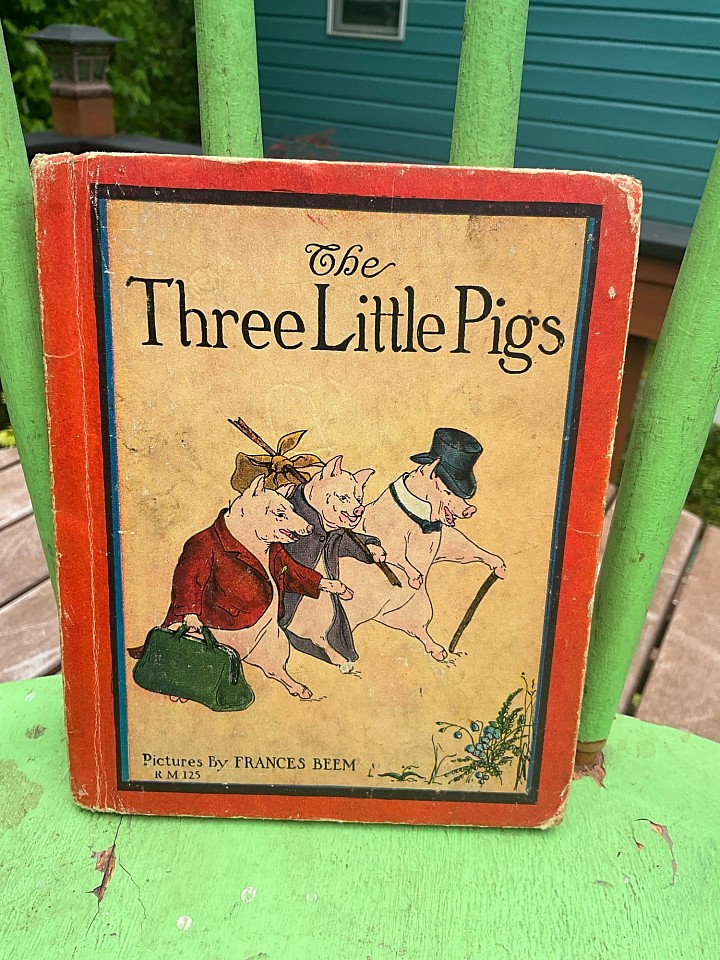 The
Three Little Pigs
Pictures By FRANCES BEEM
R M 125